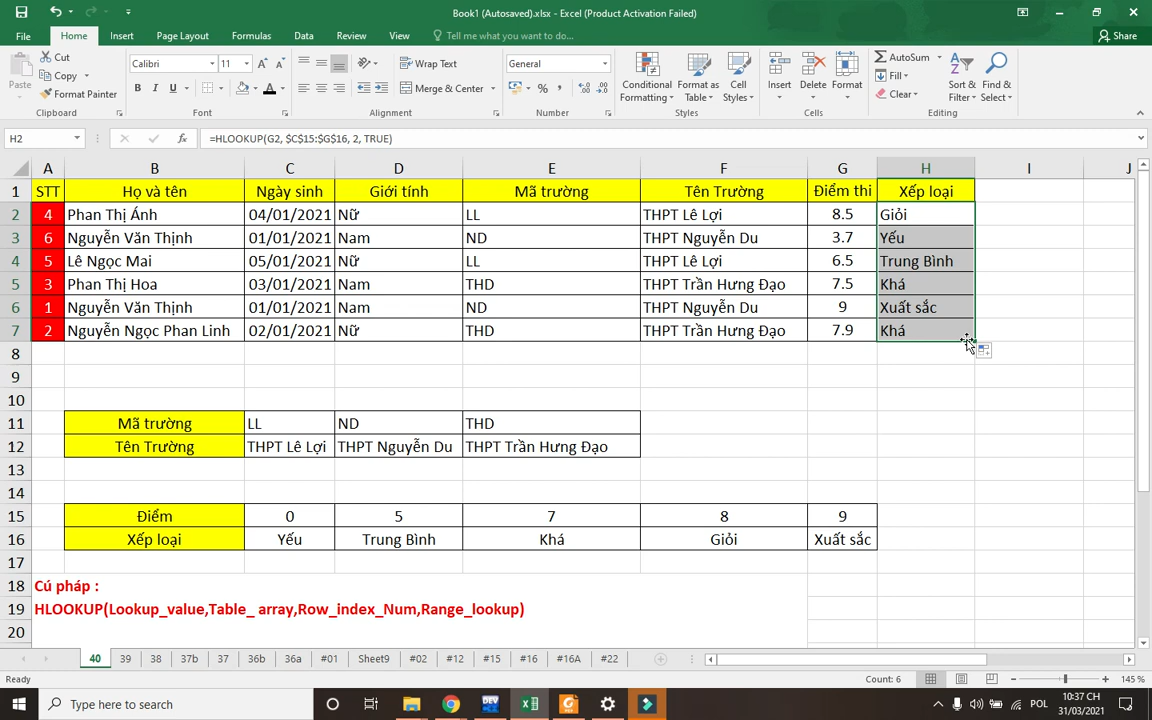 Book1 (Autosaved).xlsx - Excel (Product Activation Failed)
File Home Insert Page Layout Formulas Data Review View Tell me what you want to do... Share
Paste Cut Copy Format Painter
Calibri 11
B I U A
Wrap Text
Merge & Center
General
% ,
Conditional Formatting Format as Table Cell Styles
Insert Delete Format
AutoSum Fill Clear
Sort & Filter Find & Select
Clipboard Font Alignment Number Styles Cells Editing
H2 fx =HLOOKUP(G2, $C$15:$G$16, 2, TRUE)
A B C D E F G H I J
1 STT Họ và tên Ngày sinh Giới tính Mã trường Tên Trường Điểm thi Xếp loại
2 4 Phan Thị Ánh 04/01/2021 Nữ LL THPT Lê Lợi 8.5 Giỏi
3 6 Nguyễn Văn Thịnh 01/01/2021 Nam ND THPT Nguyễn Du 3.7 Yếu
4 5 Lê Ngọc Mai 05/01/2021 Nữ LL THPT Lê Lợi 6.5 Trung Bình
5 3 Phan Thị Hoa 03/01/2021 Nam THD THPT Trần Hưng Đạo 7.5 Khá
6 1 Nguyễn Văn Thịnh 01/01/2021 Nam ND THPT Nguyễn Du 9 Xuất sắc
7 2 Nguyễn Ngọc Phan Linh 02/01/2021 Nữ THD THPT Trần Hưng Đạo 7.9 Khá
8
9
10
11 Mã trường LL ND THD
12 Tên Trường THPT Lê Lợi THPT Nguyễn Du THPT Trần Hưng Đạo
13
14
15 Điểm 0 5 7 8 9
16 Xếp loại Yếu Trung Bình Khá Giỏi Xuất sắc
17
18 Cú pháp :
19 HLOOKUP(Lookup_value,Table_ array,Row_index_Num,Range_lookup)
20
40 39 38 37b 37 36b 36a #01 Sheet9 #02 #12 #15 #16 #16A #22
Ready Count: 6 145 %
Type here to search DEV POL 10:37 CH
31/03/2021